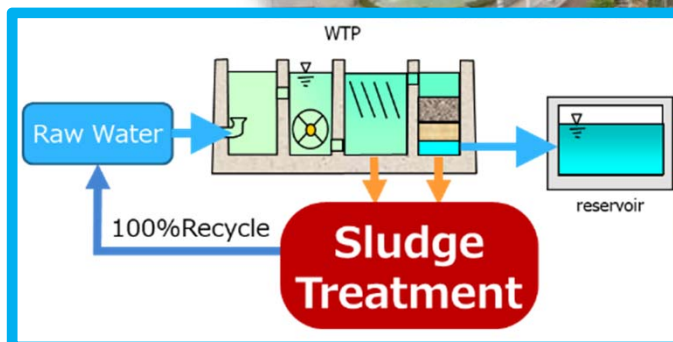 WTP
Raw Water
reservoir
100%Recycle
Sludge
Treatment